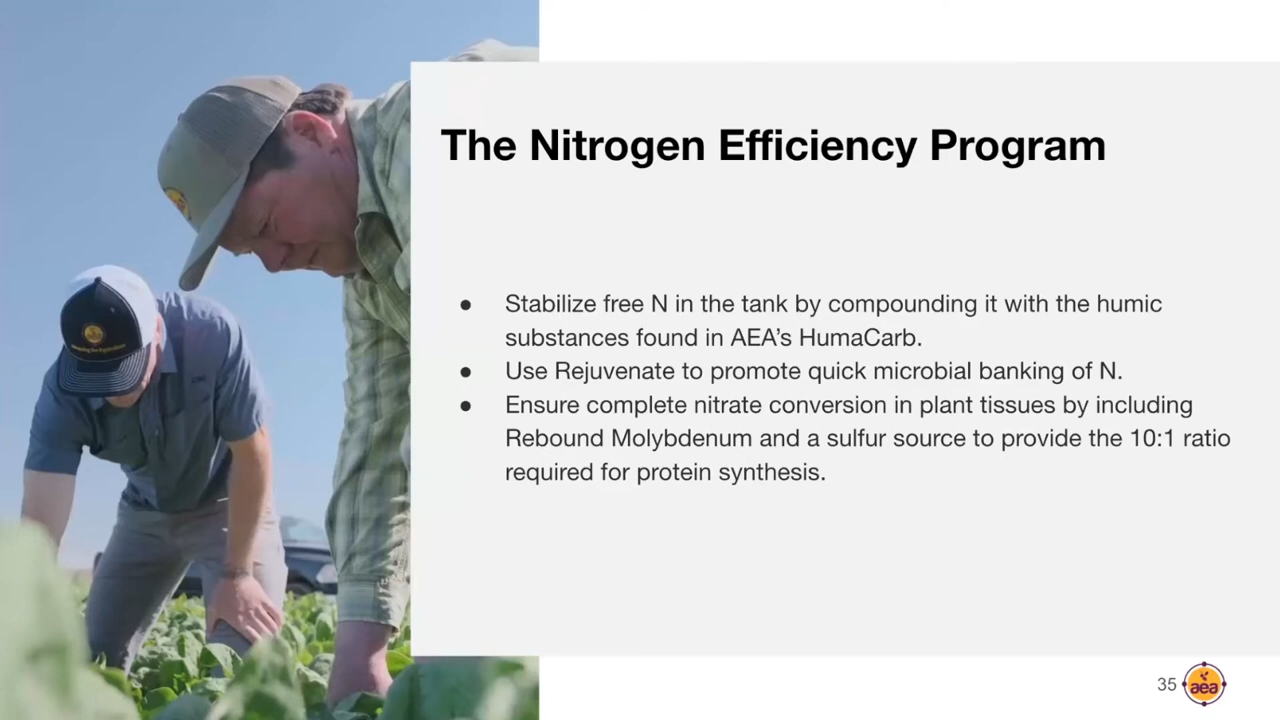 The Nitrogen Efficiency Program
● Stabilize free N in the tank by compounding it with the humic
substances found in AEA’s HumaCarb.
● Use Rejuvenate to promote quick microbial banking of N.
● Ensure complete nitrate conversion in plant tissues by including
Rebound Molybdenum and a sulfur source to provide the 10:1 ratio
required for protein synthesis.
35
aea